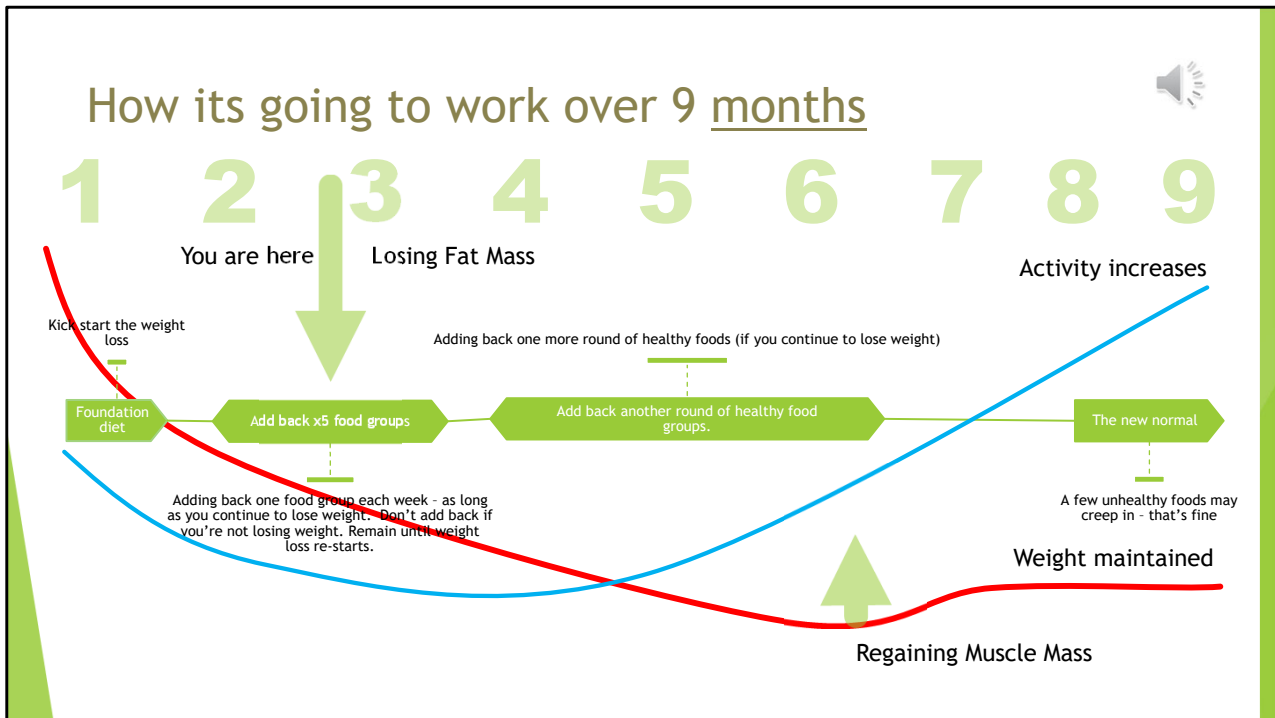 How its going to work over 9 months
1 2 3 4 5 6 7 8 9
You are here
Losing Fat Mass
Activity increases
Kick start the weight
loss
Adding back one more round of healthy foods (if you continue to lose weight)
Foundation
diet
Add back x5 food groups
Add back another round of healthy food
groups.
The new normal
Adding back one food group each week – as long
as you continue to lose weight. Don't add back if
you're not losing weight. Remain until weight
loss re-starts.
A few unhealthy foods may
creep in – that's fine
Weight maintained
Regaining Muscle Mass